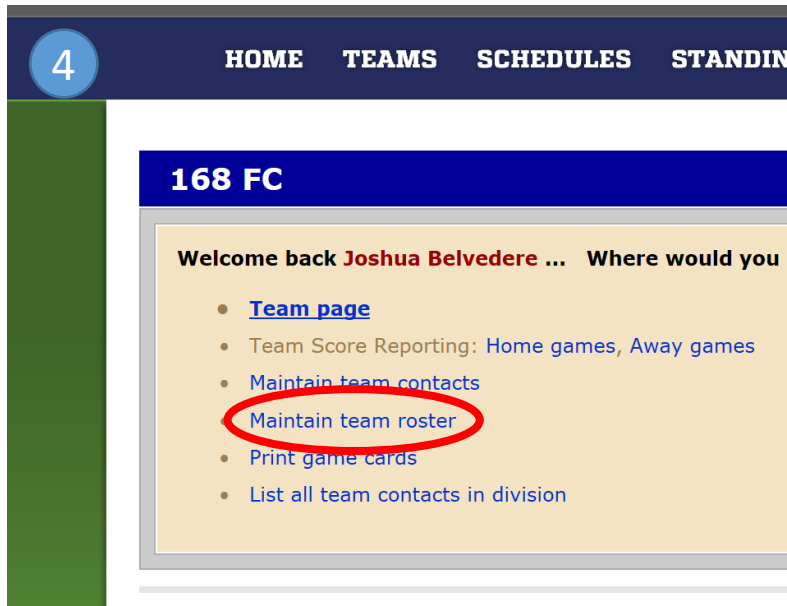 4
HOME TEAMS SCHEDULES
168 FC
Welcome back Joshua Belvedere ... Where would you
Team page
Team Score Reporting: Home games, Away games
Maintain team contacts
Maintain team roster
Print game cards
List all team contacts in division